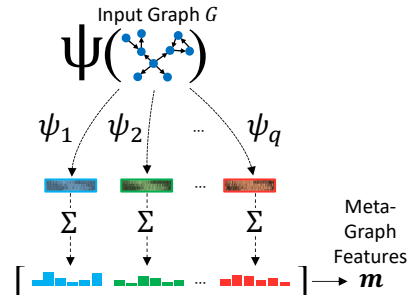 Input Graph G
Ψ( )
ψ1 ψ2 ... ψq
...
Σ Σ Σ
Meta-
Graph
Features
[ ... ] m